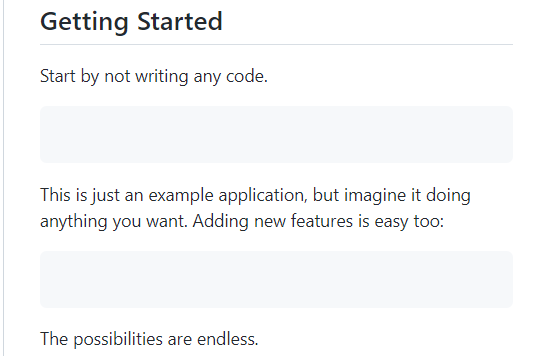 Getting Started
Start by not writing any code.
This is just an example application, but imagine it doing
anything you want. Adding new features is easy too:
The possibilities are endless.